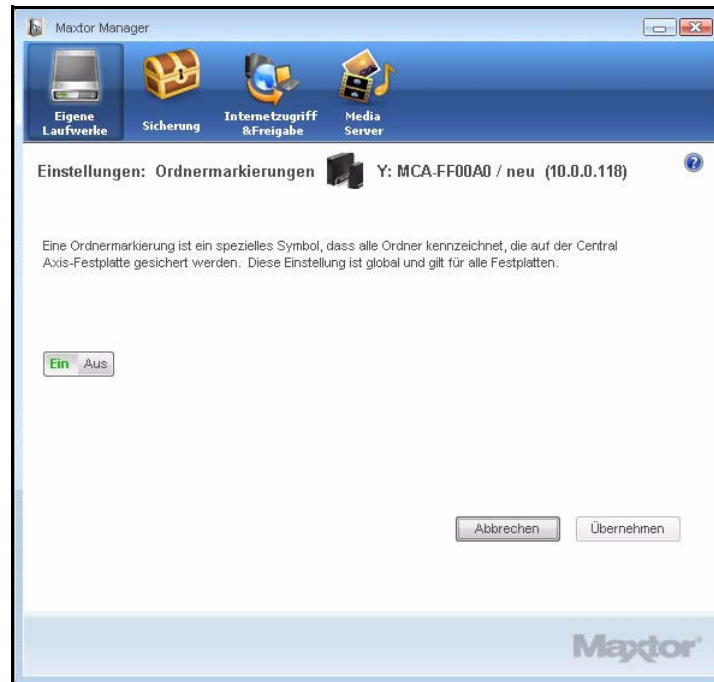 Maxtor Manager
Eigene
Laufwerke
Sicherung
Internetzugriff
&Freigabe
Media
Server
Einstellungen: Ordnermarkierungen Y: MCA-FF00A0 / neu (10.0.0.118)
?
Eine Ordnermarkierung ist ein spezielles Symbol, dass alle Ordner kennzeichnet, die auf der Central
Axis-Festplatte gesichert werden. Diese Einstellung ist global und gilt für alle Festplatten.
Ein Aus
Abbrechen Übernehmen
Maxtor